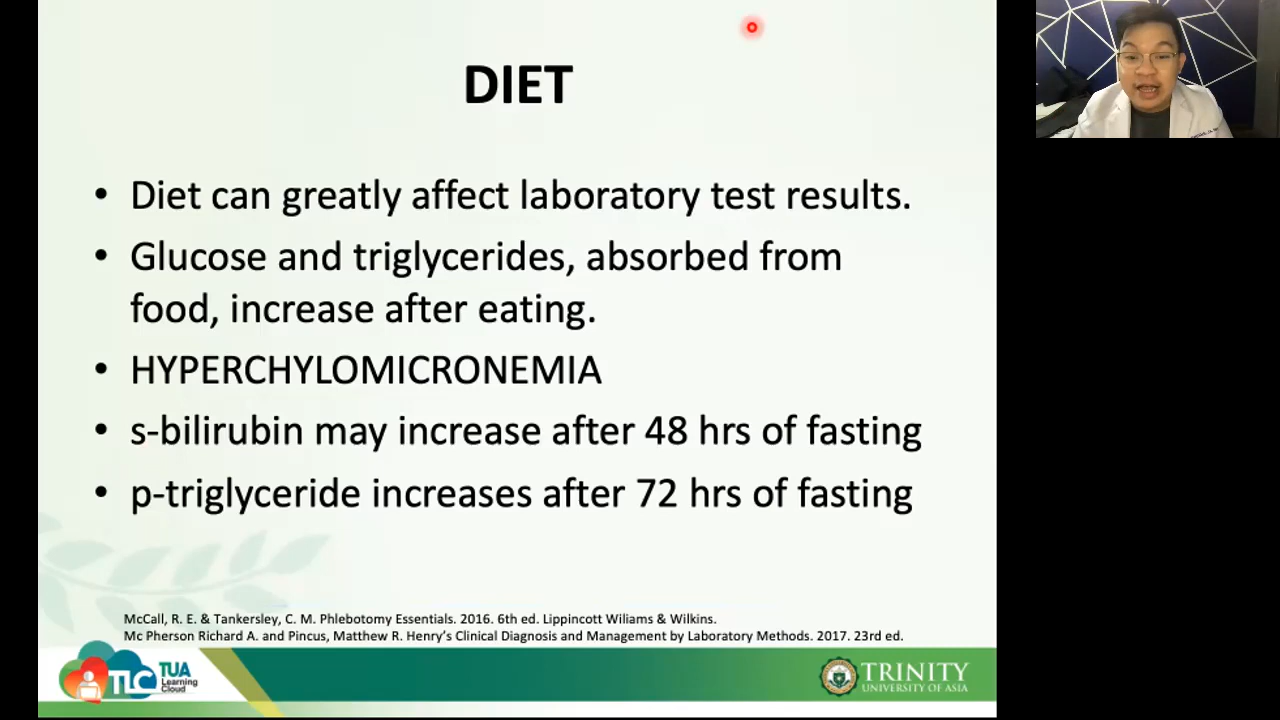 DIET
• Diet can greatly affect laboratory test results.
• Glucose and triglycerides, absorbed from
food, increase after eating.
• HYPERCHYLOMICRONEMIA
• s-bilirubin may increase after 48 hrs of fasting
• p-triglyceride increases after 72 hrs of fasting
McCall, R. E. & Tankersley, C. M. Phlebotomy Essentials. 2016. 6th ed. Lippincott Wiliams & Wilkins.
Mc Pherson Richard A. and Pincus, Matthew R. Henry's Clinical Diagnosis and Management by Laboratory Methods. 2017. 23rd ed.
TLC
TUA
Learning
Cloud
TRINITY
UNIVERSITY OF ASIA